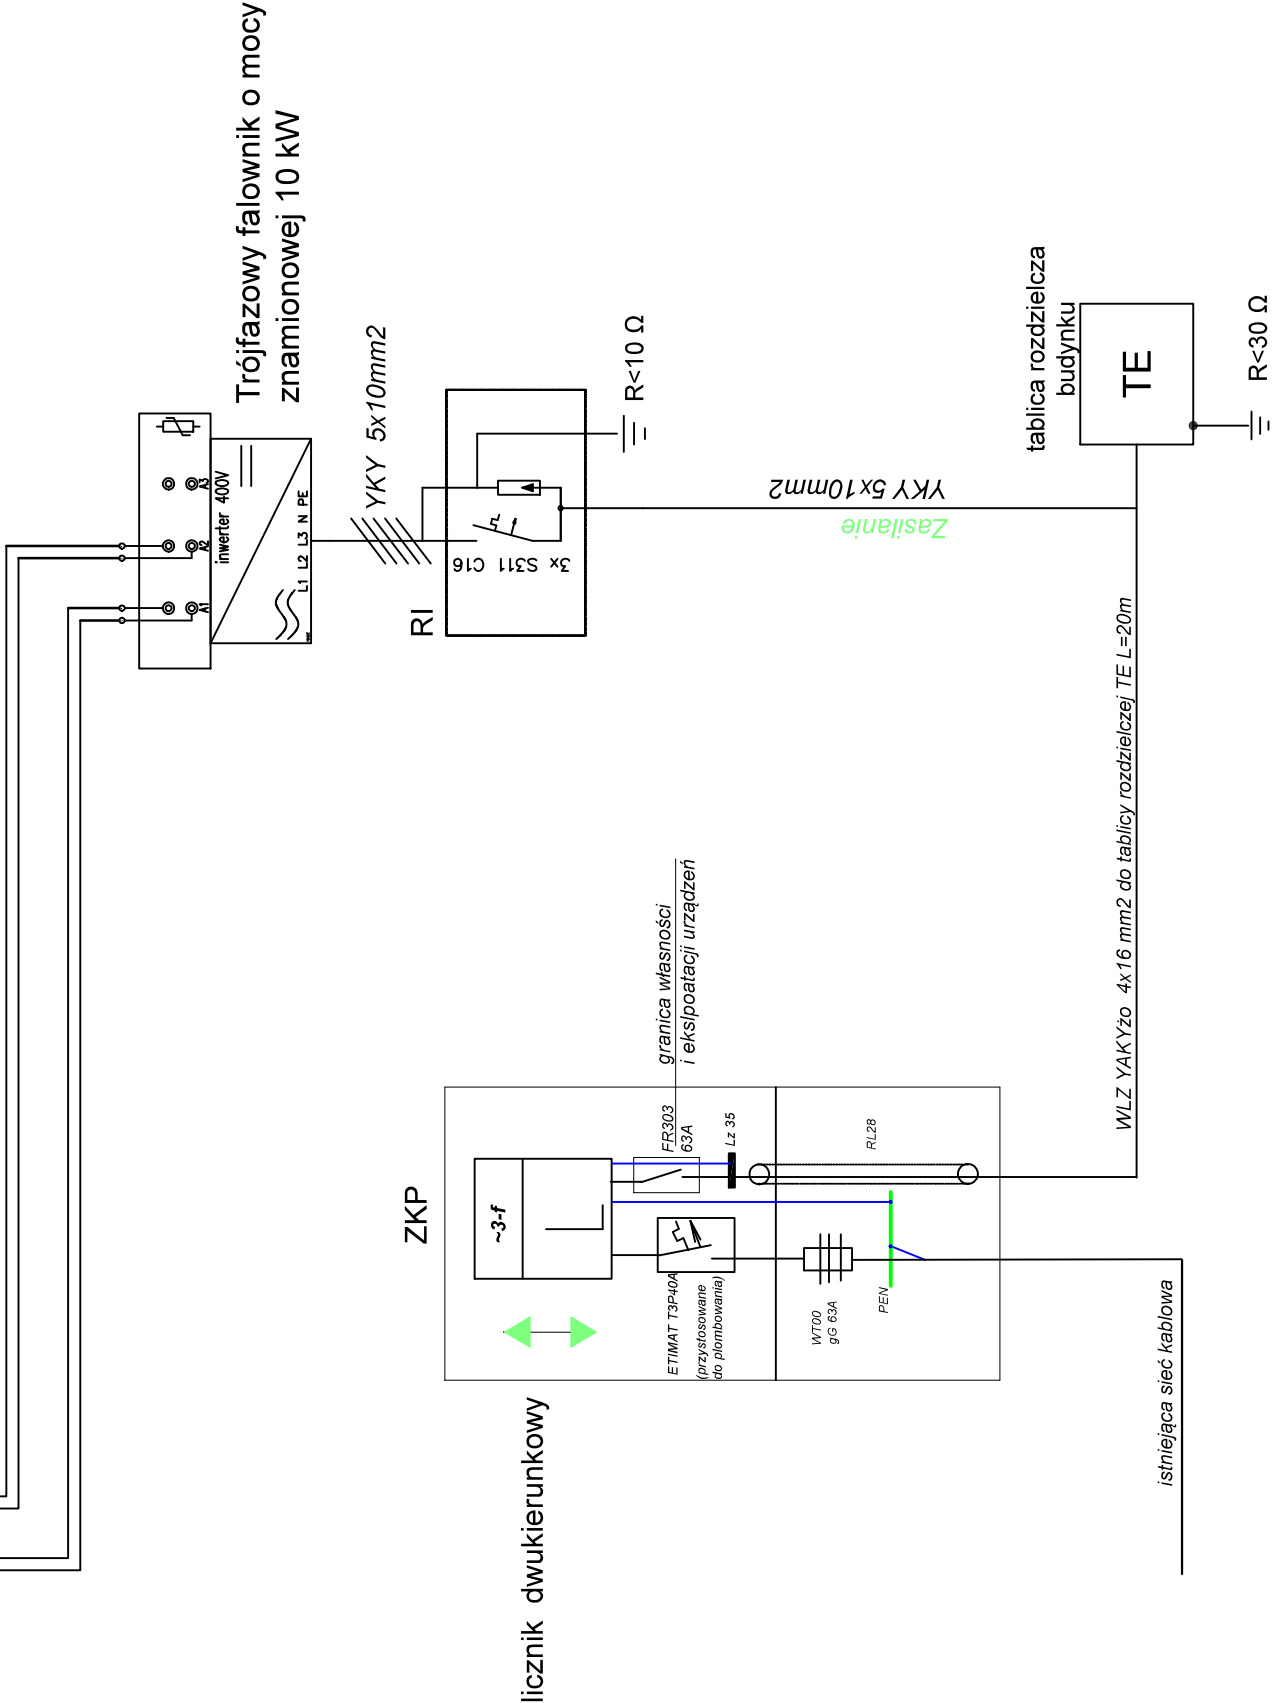 Trójfazowy falownik o mocy
znamionowej 10 kW
A1
A2
A3
inwerter 400V
L1 L2 L3 N PE
YKY 5x10mm2
RI
3x S311 C16
R<10 Ω
YKY 5x10mm2
Zasilanie
tablica rozdzielcza
budynku
TE
R<30 Ω
WLZ YAKYżo 4x16 mm2 do tablicy rozdzielczej TE L=20m
granica własności
i ekslpoatacji urządzeń
ZKP
~3-f
FR303
63A
Lz 35
RL28
ETIMAT T3P40A
(przystosowane
do plombowania)
WT00
gG 63A
PEN
licznik dwukierunkowy
istniejąca sieć kablowa